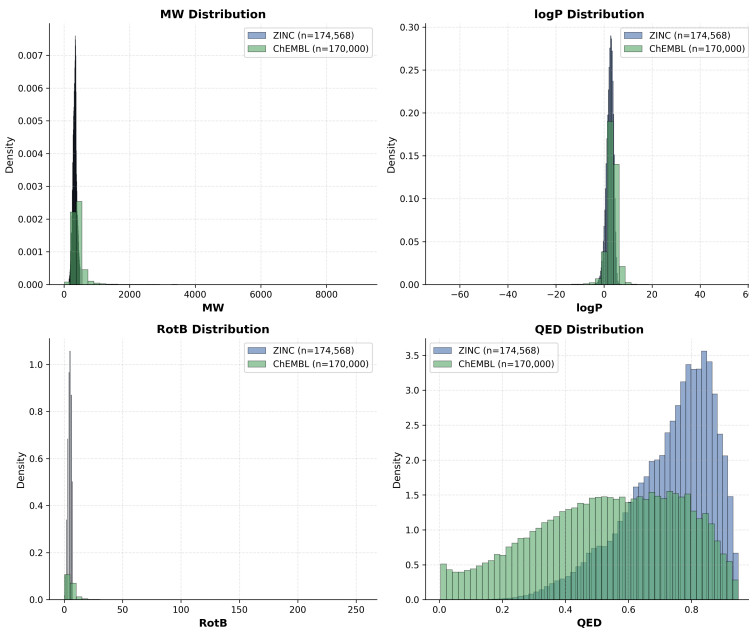 MW Distribution
ZINC (n=174,568)
ChEMBL (n=170,000)
Density
0.007
0.006
0.005
0.004
0.003
0.002
0.001
0.000
0
2000
4000
6000
8000
MW
logP Distribution
ZINC (n=174,568)
ChEMBL (n=170,000)
Density
0.30
0.25
0.20
0.15
0.10
0.05
0.00
−60
−40
−20
0
20
40
6
logP
RotB Distribution
ZINC (n=174,568)
ChEMBL (n=170,000)
Density
1.0
0.8
0.6
0.4
0.2
0.0
0
50
100
150
200
250
RotB
QED Distribution
ZINC (n=174,568)
ChEMBL (n=170,000)
Density
3.5
3.0
2.5
2.0
1.5
1.0
0.5
0.0
0.0
0.2
0.4
0.6
0.8
QED